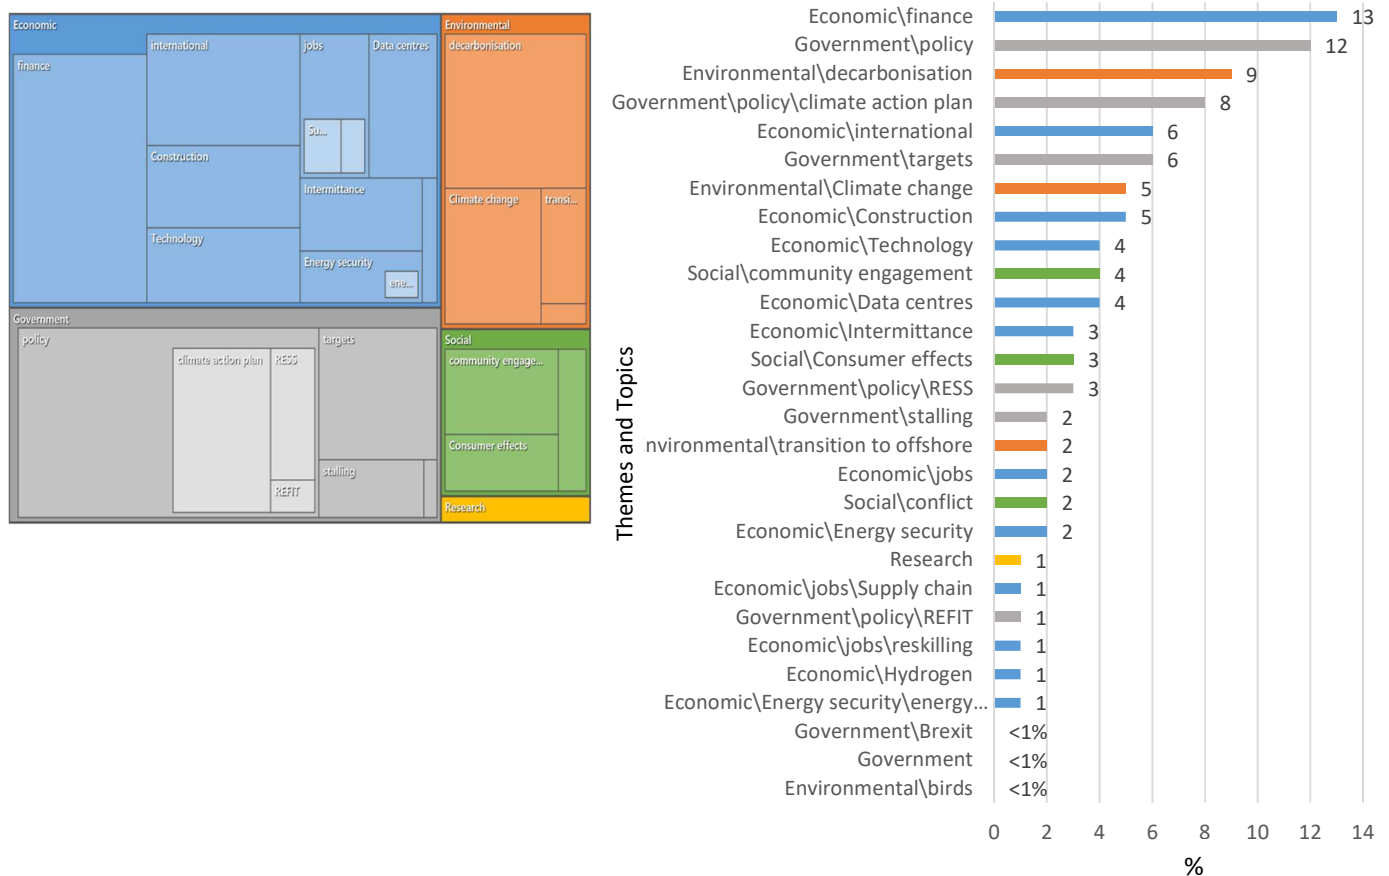 Economic
finance
international
Construction
Technology
jobs
Su...
Data centres
Intermittance
Energy security
ene...
Environmental
decarbonisation
Climate change
transi...
Government
policy
climate action plan
RESS
REFIT
targets
stalling
Social
community engage...
Consumer effects
Research
Themes and Topics
Economic\finance 13
Government\policy 12
Environmental\decarbonisation 9
Government\policy\climate action plan 8
Economic\international 6
Government\targets 6
Environmental\Climate change 5
Economic\Construction 5
Economic\Technology 4
Social\community engagement 4
Economic\Data centres 4
Economic\Intermittance 3
Social\Consumer effects 3
Government\policy\RESS 3
Government\stalling 2
nvironmental\transition to offshore 2
Economic\jobs 2
Social\conflict 2
Economic\Energy security 2
Research 1
Economic\jobs\Supply chain 1
Government\policy\REFIT 1
Economic\jobs\reskilling 1
Economic\Hydrogen 1
Economic\Energy security\energy... 1
Government\Brexit <1%
Government <1%
Environmental\birds <1%
0 2 4 6 8 10 12 14
%